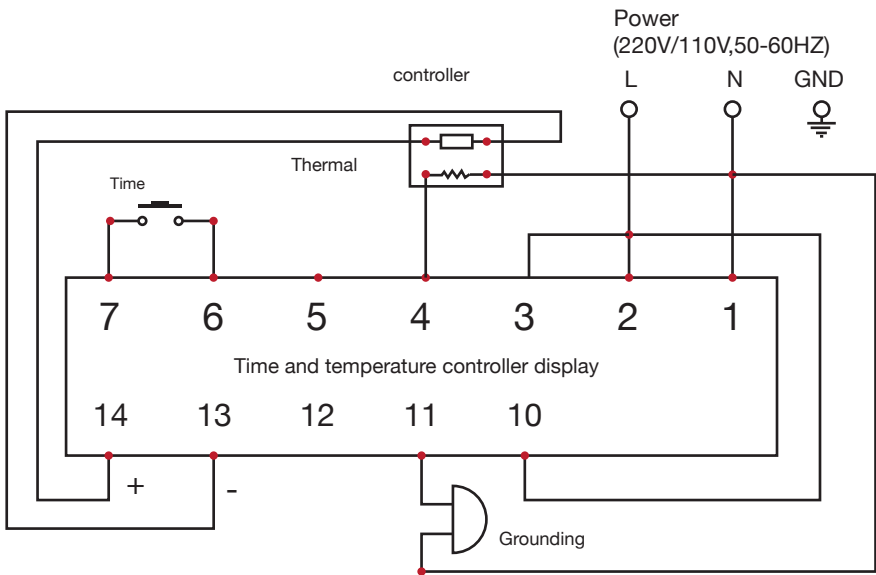 Power
(220V/110V,50-60HZ)
controller
L N GND
Thermal
Time
7 6 5 4 3 2 1
Time and temperature controller display
14 13 12 11 10
+ -
Grounding